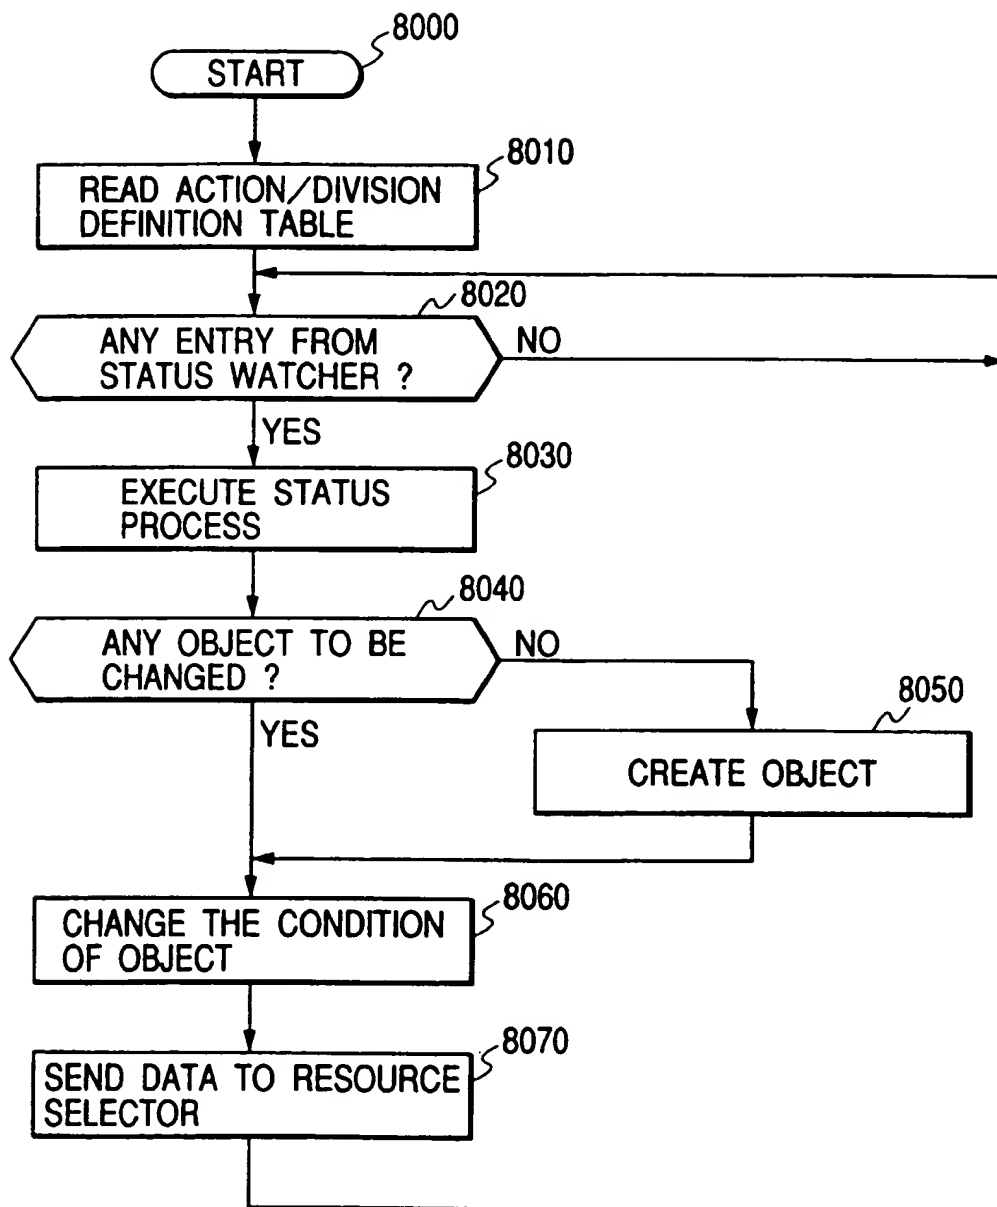 8000
START
8010
READ ACTION/DIVISION
DEFINITION TABLE
8020
ANY ENTRY FROM
STATUS WATCHER ?
NO
YES
8030
EXECUTE STATUS
PROCESS
8040
ANY OBJECT TO BE
CHANGED ?
NO
YES
8050
CREATE OBJECT
8060
CHANGE THE CONDITION
OF OBJECT
8070
SEND DATA TO RESOURCE
SELECTOR